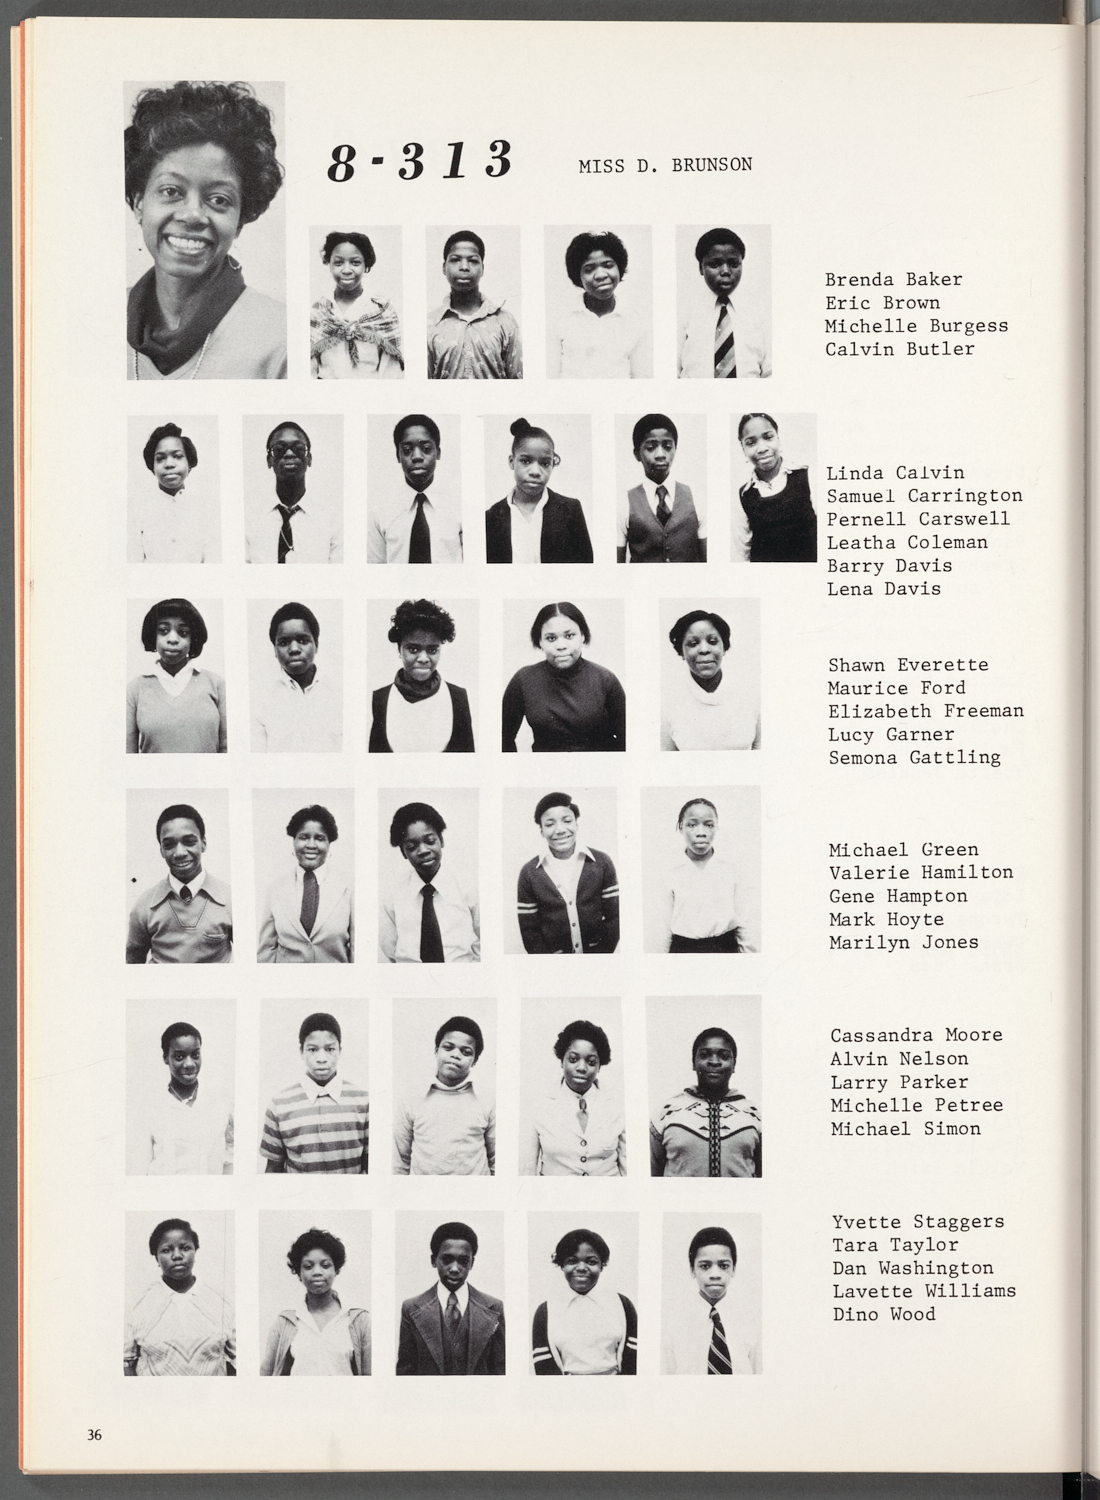 8-313
MISS D. BRUNSON
Brenda Baker
Eric Brown
Michelle Burgess
Calvin Butler
Linda Calvin
Samuel Carrington
Pernell Carswell
Leatha Coleman
Barry Davis
Lena Davis
Shawn Everette
Maurice Ford
Elizabeth Freeman
Lucy Garner
Semona Gattling
Michael Green
Valerie Hamilton
Gene Hampton
Mark Hoyte
Marilyn Jones
Cassandra Moore
Alvin Nelson
Larry Parker
Michelle Petree
Michael Simon
Yvette Staggers
Tara Taylor
Dan Washington
Lavette Williams
Dino Wood
36